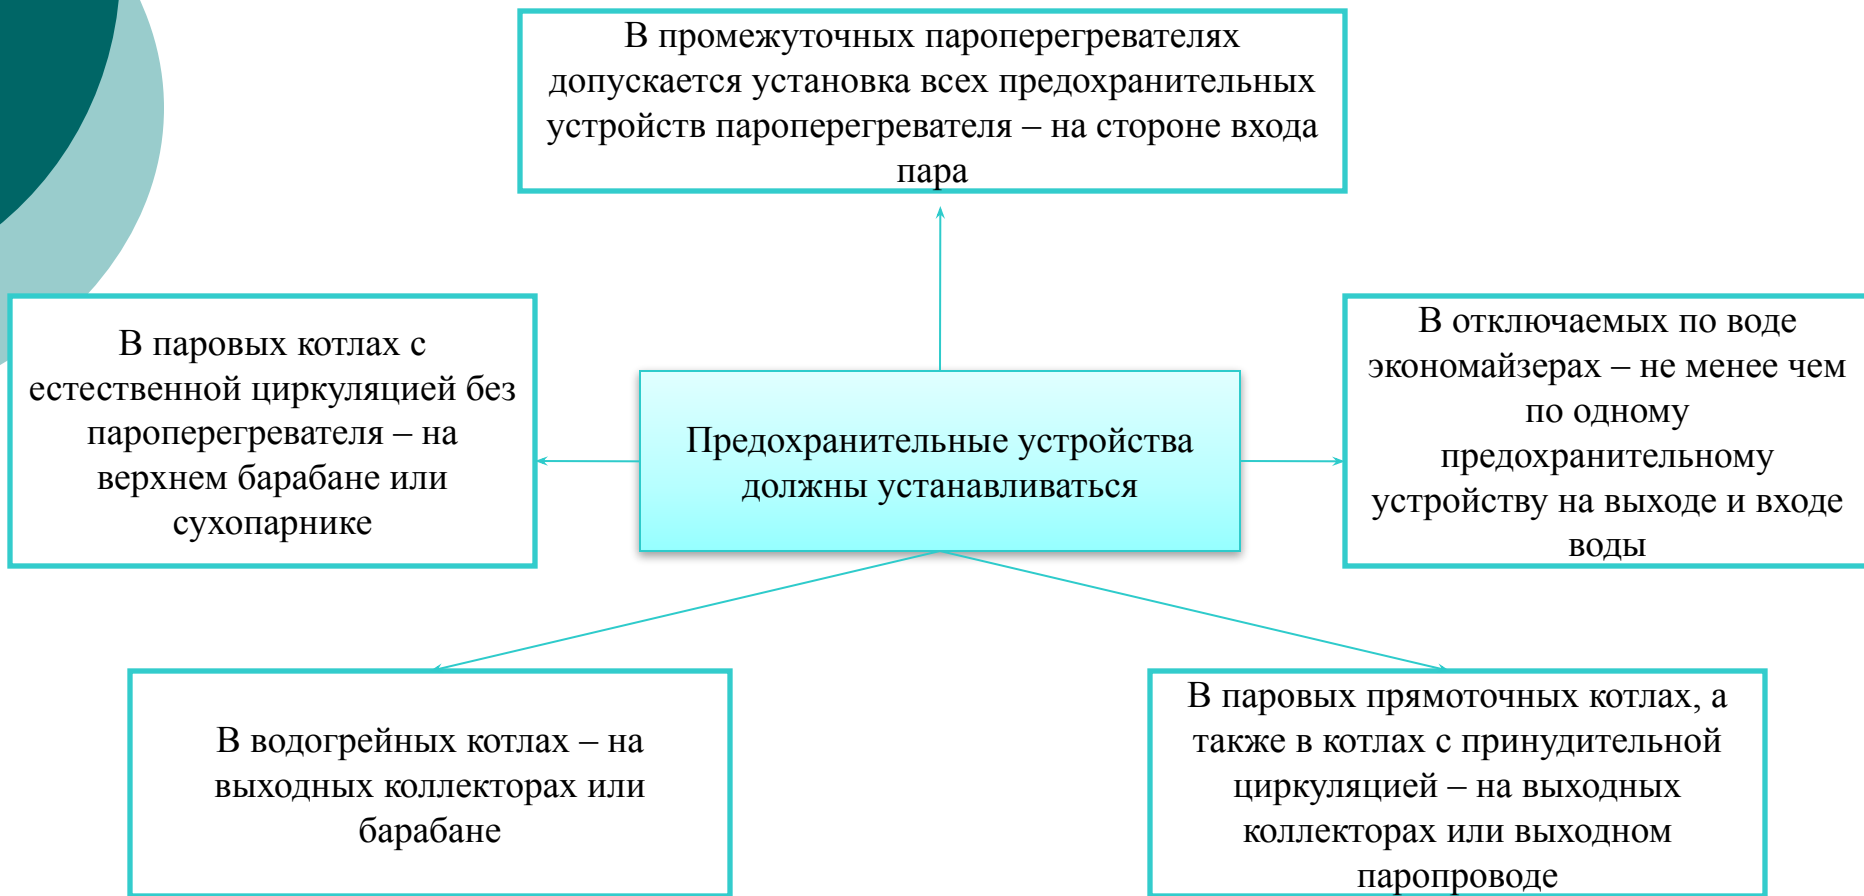 В промежуточных пароперегревателях
допускается установка всех предохранительных
устройств пароперегревателя – на стороне входа
пара
В паровых котлах с
естественной циркуляцией без
пароперегревателя – на
верхнем барабане или
сухопарнике
Предохранительные устройства
должны устанавливаться
В отключаемых по воде
экономайзерах – не менее чем
по одному
предохранительному
устройству на выходе и входе
воды
В водогрейных котлах – на
выходных коллекторах или
барабане
В паровых прямоточных котлах, а
также в котлах с принудительной
циркуляцией – на выходных
коллекторах или выходном
паропроводе